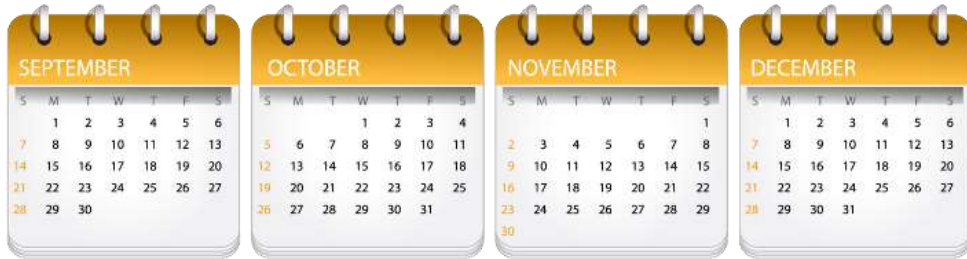 SEPTEMBER
S M T W T F S
1 2 3 4 5 6
7 8 9 10 11 12 13
14 15 16 17 18 19 20
21 22 23 24 25 26 27
28 29 30
OCTOBER
S M T W T F S
1 2 3 4
5 6 7 8 9 10 11
12 13 14 15 16 17 18
19 20 21 22 23 24 25
26 27 28 29 30 31
NOVEMBER
S M T W T F S
1
2 3 4 5 6 7 8
9 10 11 12 13 14 15
16 17 18 19 20 21 22
23 24 25 26 27 28 29
30
DECEMBER
S M T W T F S
1 2 3 4 5 6
7 8 9 10 11 12 13
14 15 16 17 18 19 20
21 22 23 24 25 26 27
28 29 30 31